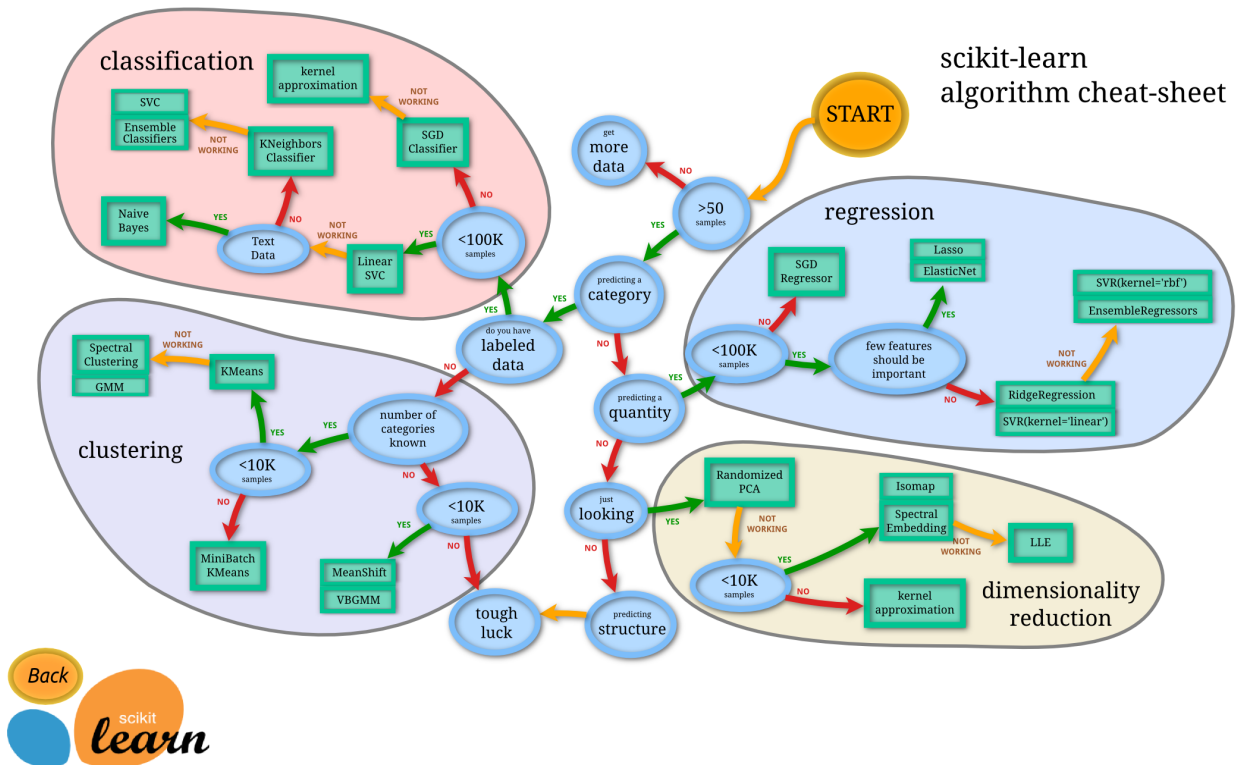 scikit-learn
algorithm cheat-sheet
START
classification
kernel
approximation
NOT
WORKING
SVC
Ensemble
Classifiers
NOT
WORKING
KNeighbors
Classifier
SGD
Classifier
NO
Naive
Bayes
YES
Text
Data
NO
NOT
WORKING
Linear
SVC
YES
<100K
samples
get
more
data
NO
>50
samples
YES
predicting a
category
YES
NO
YES
do you have
labeled
data
NO
predicting a
quantity
YES
NO
just
looking
YES
NO
predicting
structure
tough
luck
regression
SGD
Regressor
NO
<100K
samples
YES
Lasso
ElasticNet
YES
few features
should be
important
NO
SVR(kernel='rbf')
EnsembleRegressors
NOT
WORKING
RidgeRegression
SVR(kernel='linear')
clustering
Spectral
Clustering
GMM
NOT
WORKING
KMeans
YES
number of
categories
known
YES
NO
<10K
samples
NO
MiniBatch
KMeans
<10K
samples
YES
NO
MeanShift
VBGMM
dimensionality
reduction
Randomized
PCA
NOT
WORKING
<10K
samples
YES
NO
Isomap
Spectral
Embedding
NOT
WORKING
LLE
kernel
approximation
Back
scikit
learn